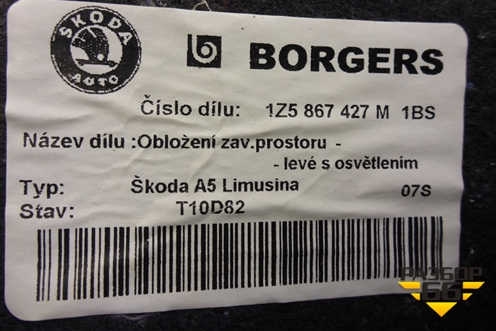 ŠKODA
AUTO
BORGERS
Číslo dílu: 1Z5 867 427 M 1BS
Název dílu :Obložení zav.prostoru -
- levé s osvětlením
Typ: Škoda A5 Limusina 07S
Stav: T10D82
РАЗБОР
66